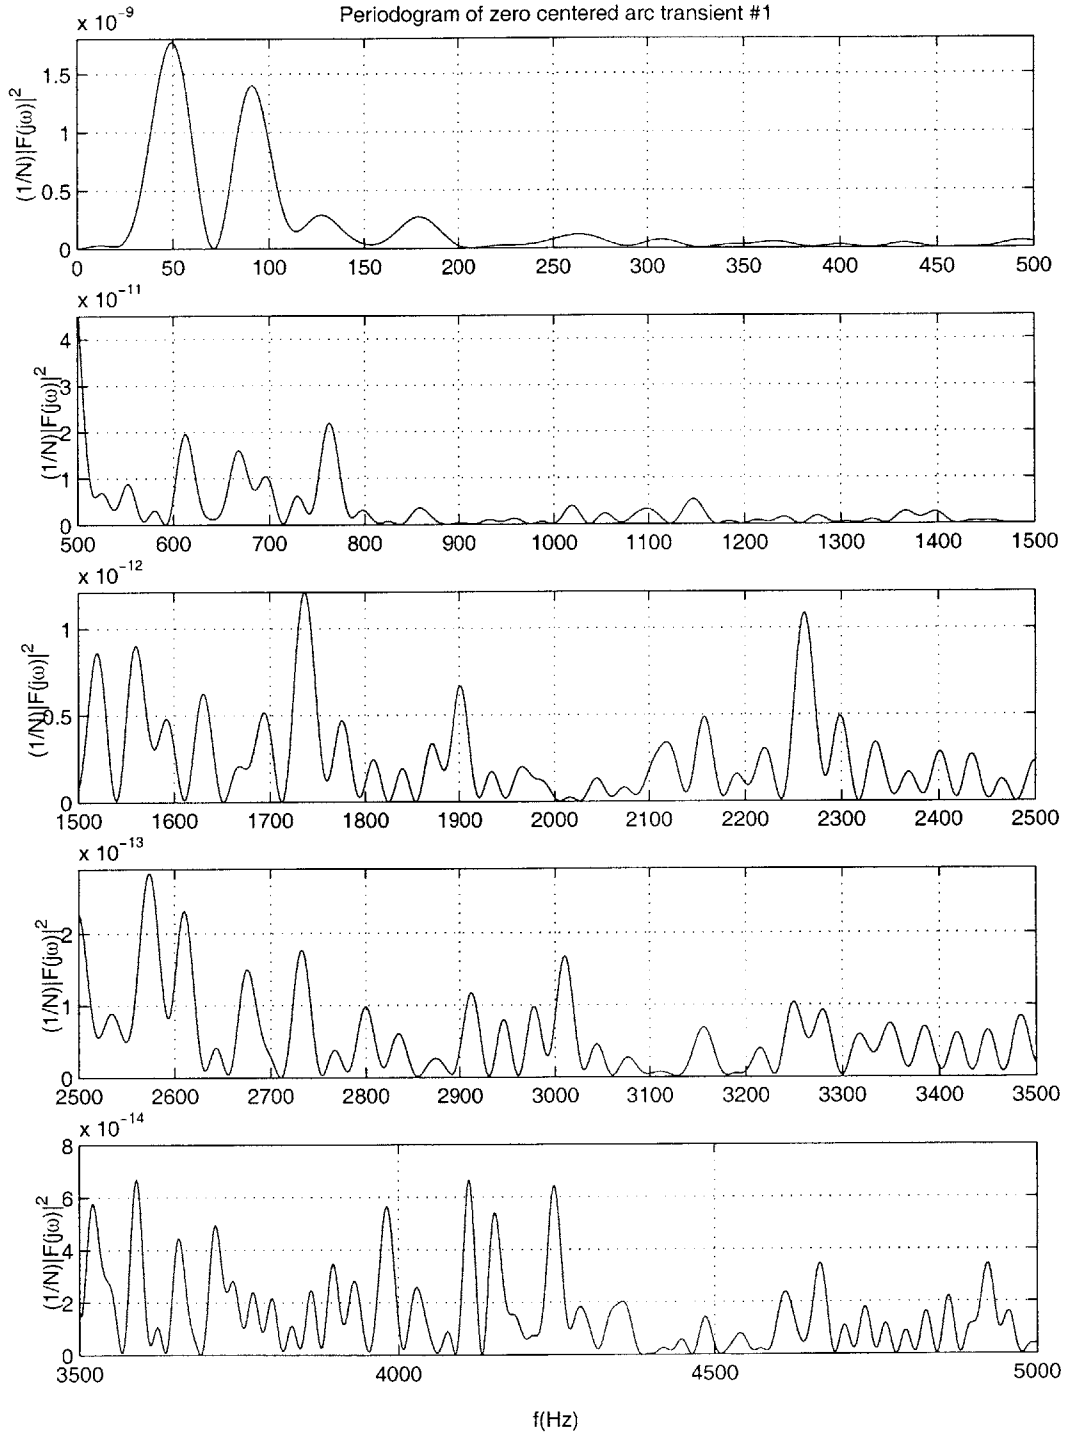 Periodogram of zero centered arc transient #1
x 10⁻⁹
(1/N)|F(jω)|²
1.5
1
0.5
0
0 50 100 150 200 250 300 350 400 450 500
x 10⁻¹¹
(1/N)|F(jω)|²
4
3
2
1
0
500 600 700 800 900 1000 1100 1200 1300 1400 1500
x 10⁻¹²
(1/N)|F(jω)|²
1
0.5
0
1500 1600 1700 1800 1900 2000 2100 2200 2300 2400 2500
x 10⁻¹³
(1/N)|F(jω)|²
2
1
0
2500 2600 2700 2800 2900 3000 3100 3200 3300 3400 3500
x 10⁻¹⁴
(1/N)|F(jω)|²
8
6
4
2
0
3500 4000 4500 5000
f(Hz)